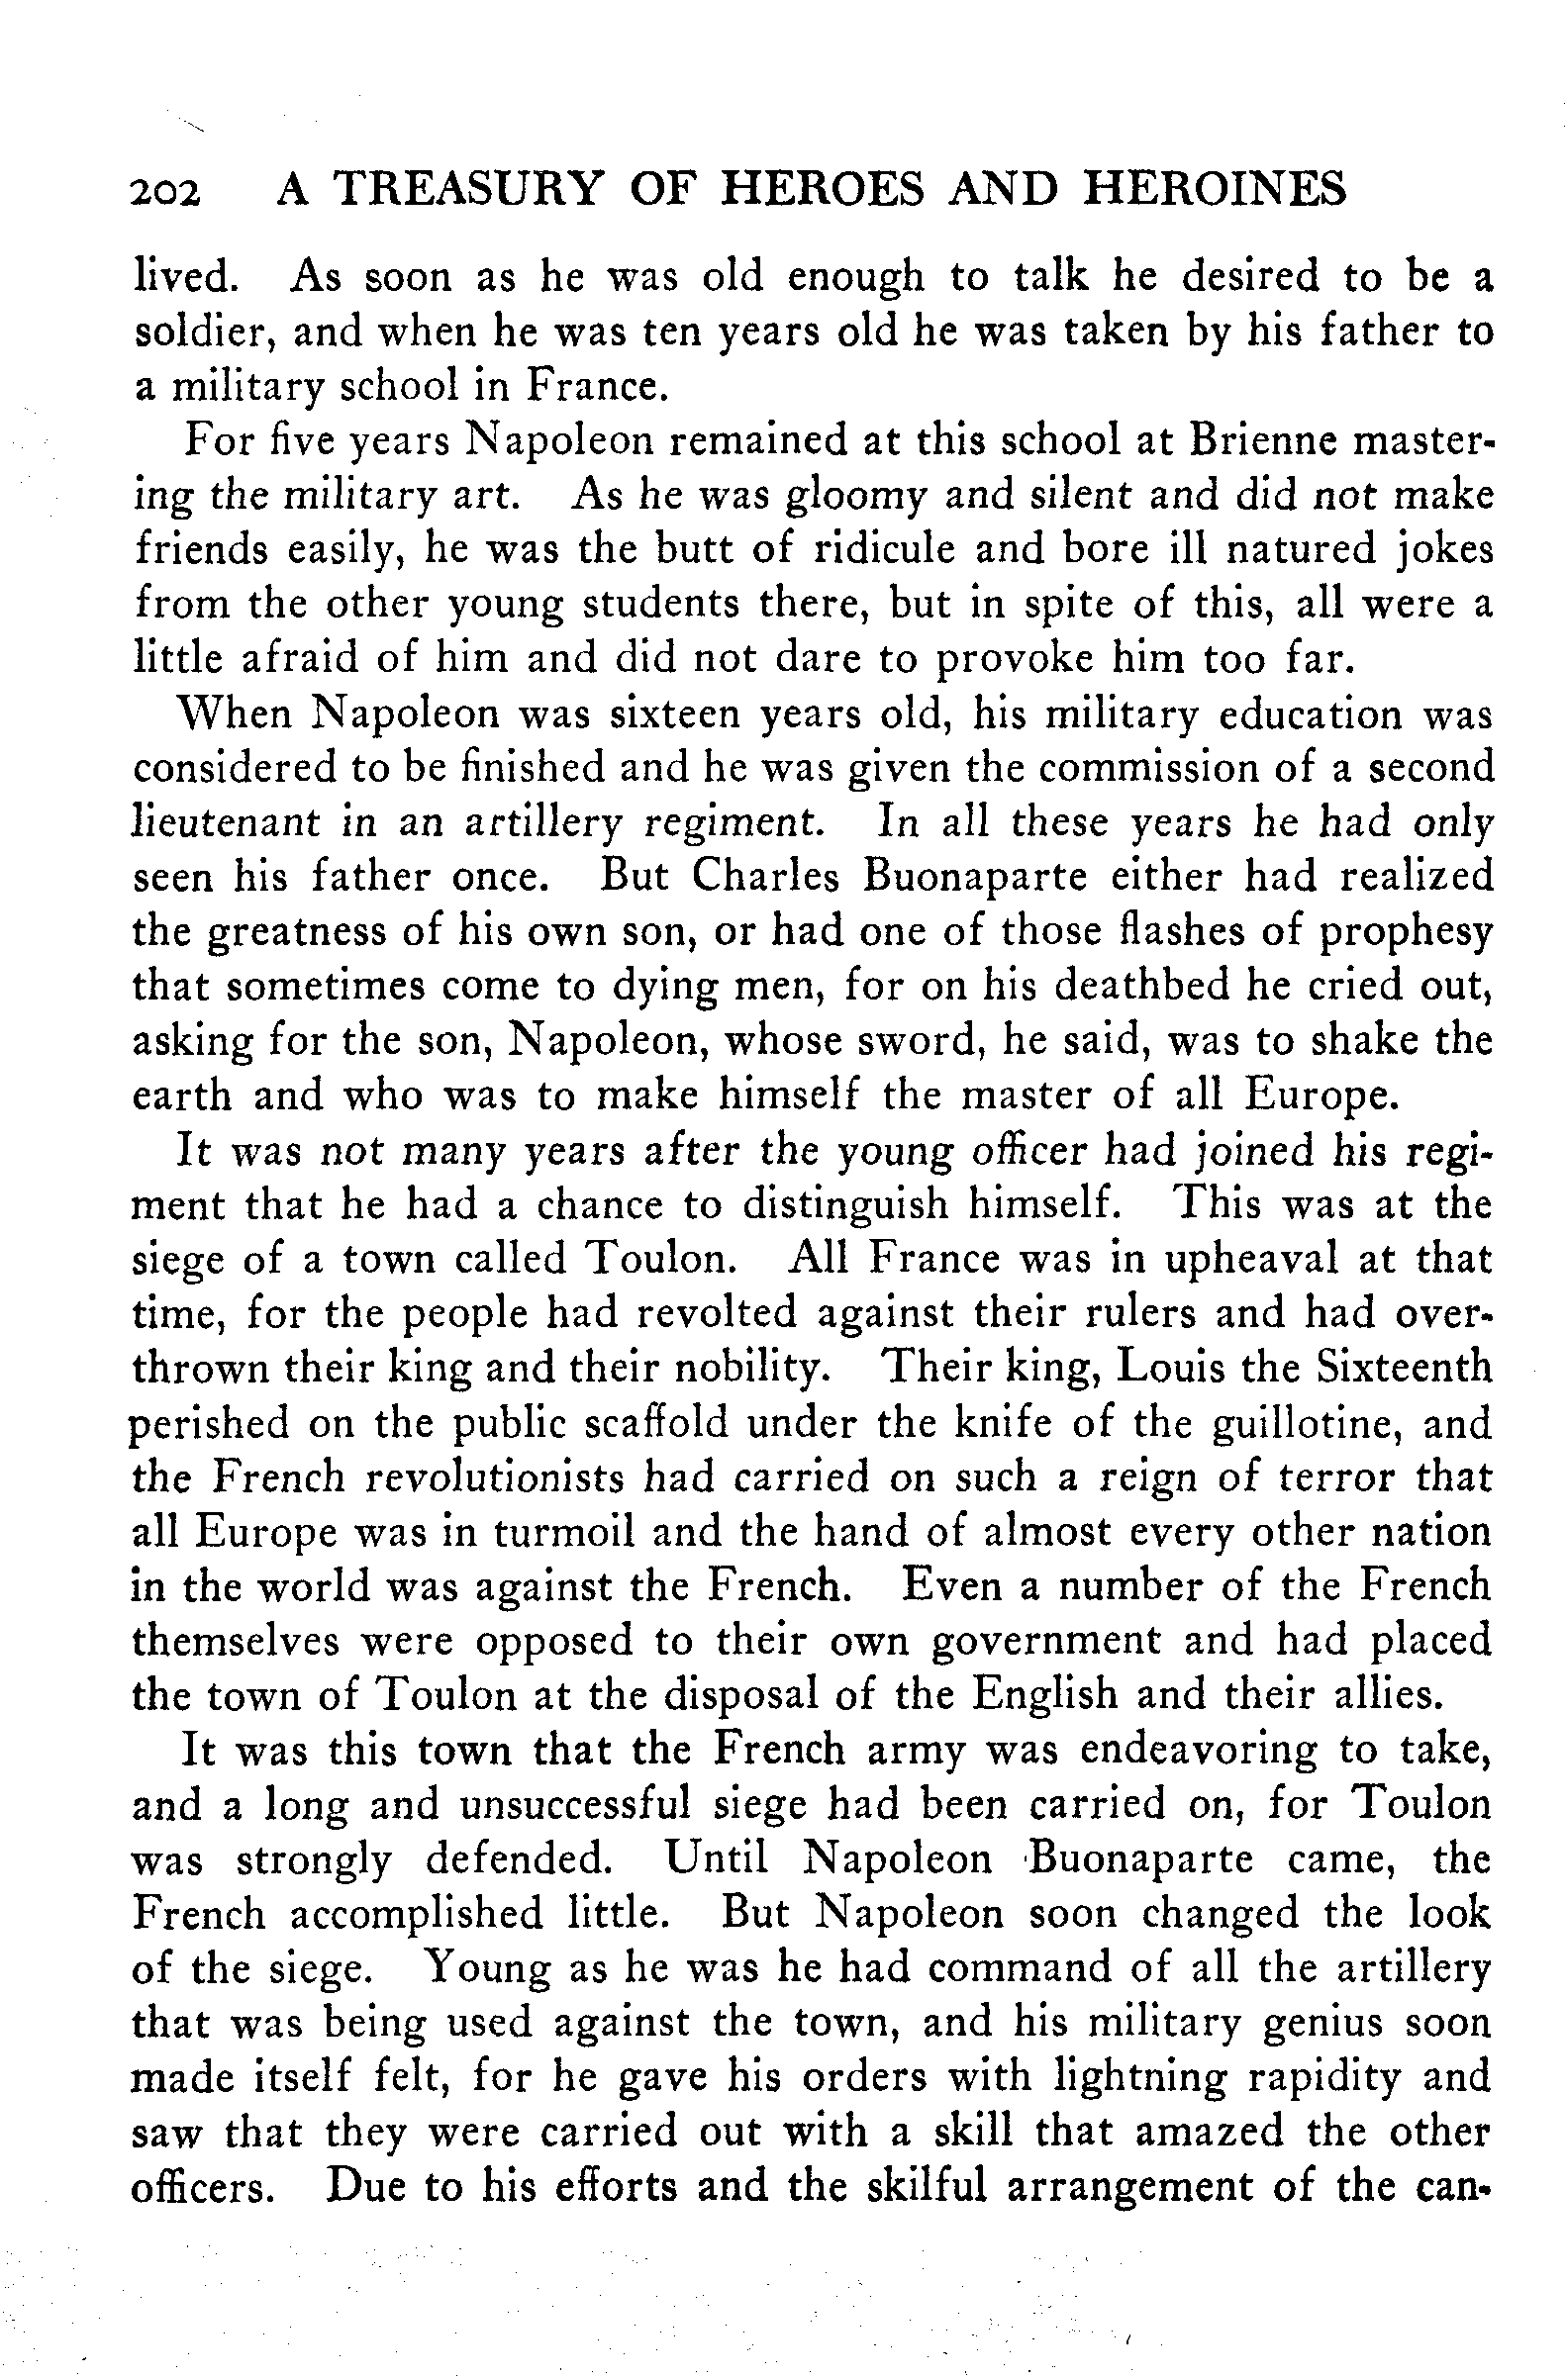 202 A TREASURY OF HEROES AND HEROINES
lived. As soon as he was old enough to talk he desired to be a
soldier, and when he was ten years old he was taken by his father to
a military school in France.
For five years Napoleon remained at this school at Brienne master-
ing the military art. As he was gloomy and silent and did not make
friends easily, he was the butt of ridicule and bore ill natured jokes
from the other young students there, but in spite of this, all were a
little afraid of him and did not dare to provoke him too far.
When Napoleon was sixteen years old, his military education was
considered to be finished and he was given the commission of a second
lieutenant in an artillery regiment. In all these years he had only
seen his father once. But Charles Buonaparte either had realized
the greatness of his own son, or had one of those flashes of prophesy
that sometimes come to dying men, for on his deathbed he cried out,
asking for the son, Napoleon, whose sword, he said, was to shake the
earth and who was to make himself the master of all Europe.
It was not many years after the young officer had joined his regi-
ment that he had a chance to distinguish himself. This was at the
siege of a town called Toulon. All France was in upheaval at that
time, for the people had revolted against their rulers and had over-
thrown their king and their nobility. Their king, Louis the Sixteenth
perished on the public scaffold under the knife of the guillotine, and
the French revolutionists had carried on such a reign of terror that
all Europe was in turmoil and the hand of almost every other nation
in the world was against the French. Even a number of the French
themselves were opposed to their own government and had placed
the town of Toulon at the disposal of the English and their allies.
It was this town that the French army was endeavoring to take,
and a long and unsuccessful siege had been carried on, for Toulon
was strongly defended. Until Napoleon Buonaparte came, the
French accomplished little. But Napoleon soon changed the look
of the siege. Young as he was he had command of all the artillery
that was being used against the town, and his military genius soon
made itself felt, for he gave his orders with lightning rapidity and
saw that they were carried out with a skill that amazed the other
officers. Due to his efforts and the skilful arrangement of the can-